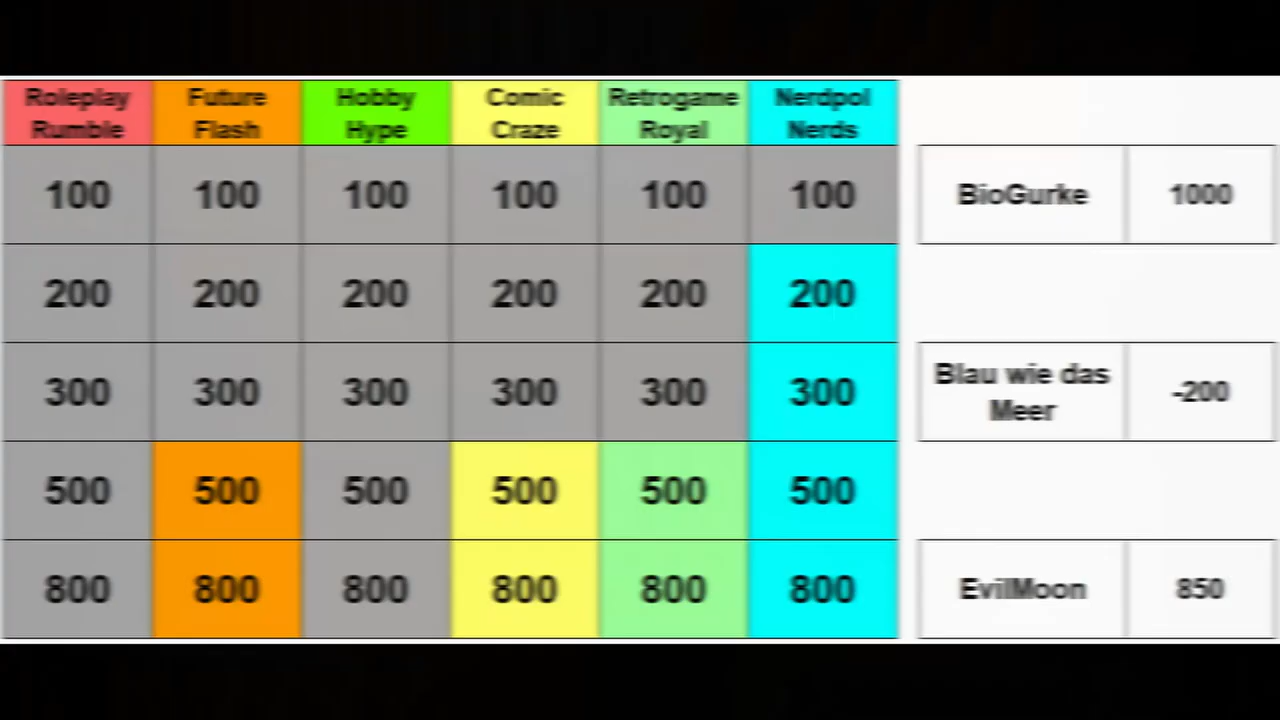 Roleplay Future Hobby Comic Retrogame Nerdpol
Rumble Flash Hype Craze Royal Nerds
100 100 100 100 100 100 BioGurke 1000
200 200 200 200 200 200
300 300 300 300 300 300 Blau wie das Meer -200
500 500 500 500 500 500
800 800 800 800 800 800 EvilMoon 850